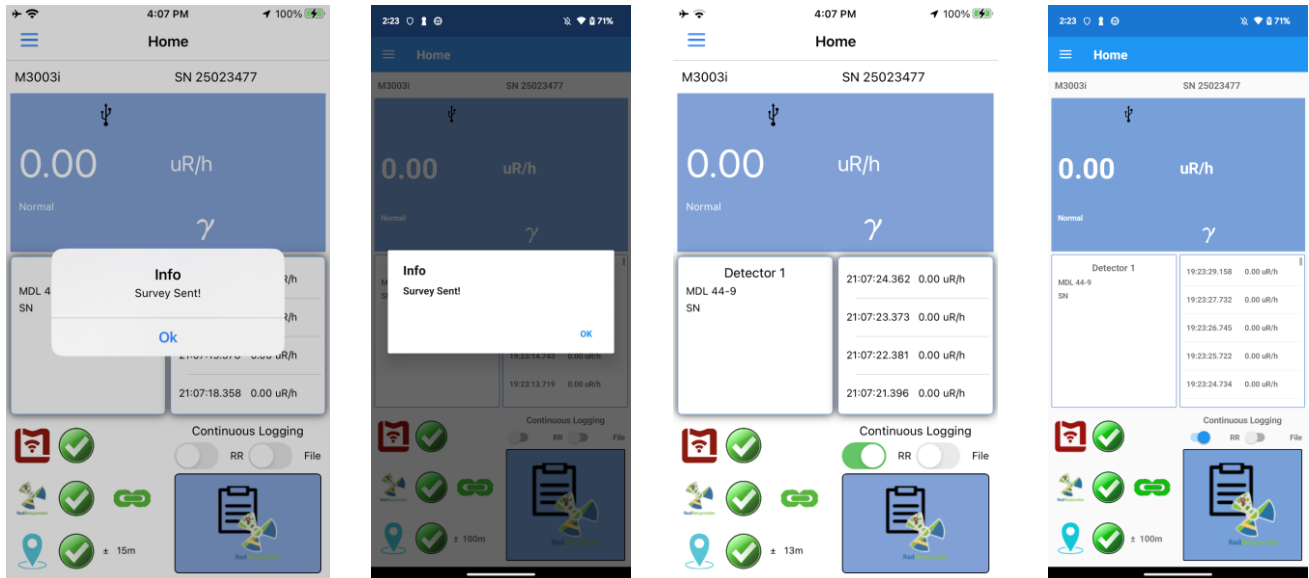 4:07 PM
100%
Home
M3003i SN 25023477
0.00 uR/h
Normal
γ
Info
Survey Sent!
Ok
MDL 4
SN
R/h
R/h
uR/h
21:07:18.358 0.00 uR/h
Continuous Logging
RR File
± 15m
2:23 71%
Home
M3003i SN 25023477
0.00 uR/h
Normal
γ
Info
Survey Sent!
OK
19:23:14.743 0.00 uR/h
19:23:13.719 0.00 uR/h
Continuous Logging
RR File
± 100m
4:07 PM
100%
Home
M3003i SN 25023477
0.00 uR/h
Normal
γ
Detector 1
MDL 44-9
SN
21:07:24.362 0.00 uR/h
21:07:23.373 0.00 uR/h
21:07:22.381 0.00 uR/h
21:07:21.396 0.00 uR/h
Continuous Logging
RR File
± 13m
2:23 71%
Home
M3003i SN 25023477
0.00 uR/h
Normal
γ
Detector 1
MDL 44-9
SN
19:23:29.158 0.00 uR/h
19:23:27.732 0.00 uR/h
19:23:26.745 0.00 uR/h
19:23:25.722 0.00 uR/h
19:23:24.734 0.00 uR/h
Continuous Logging
RR File
± 100m